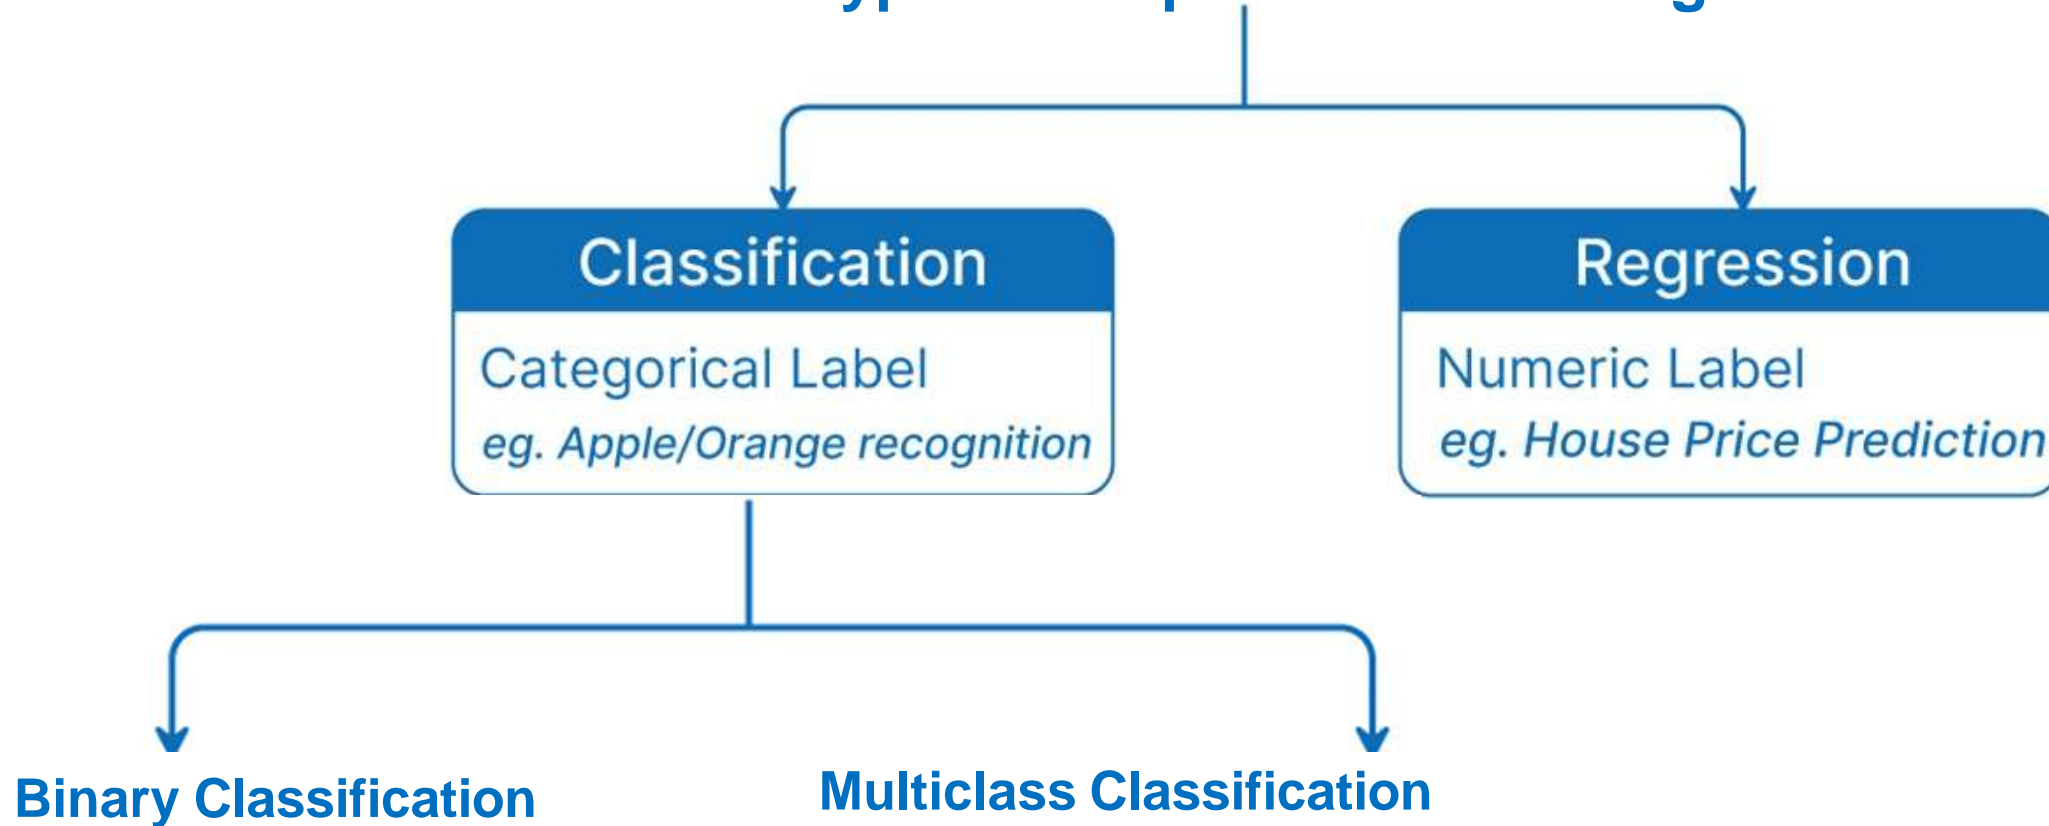 Classification
Categorical Label
eg. Apple/Orange recognition
Regression
Numeric Label
eg. House Price Prediction
Binary Classification
Multiclass Classification